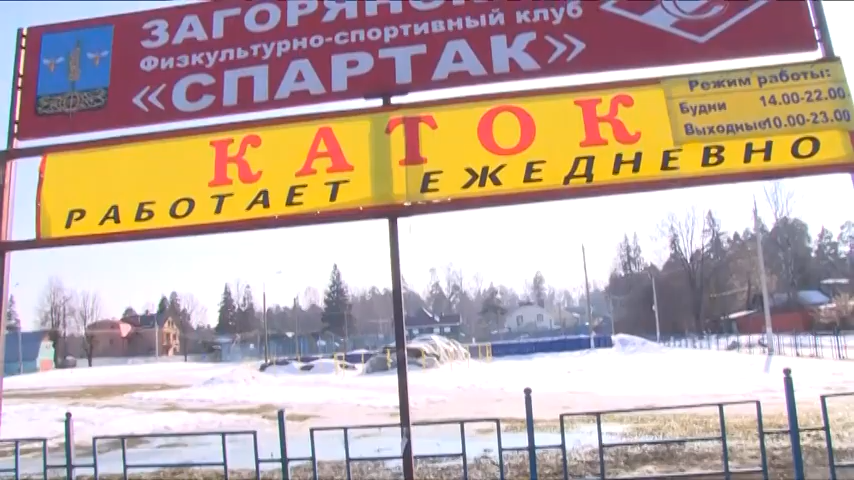 ЗАГОРЯНСК
Физкультурно-спортивный клуб
«СПАРТАК»
КАТОК
РАБОТАЕТ ЕЖЕДНЕВНО
Режим работы:
Будни 14.00-22.00
Выходные 10.00-23.00